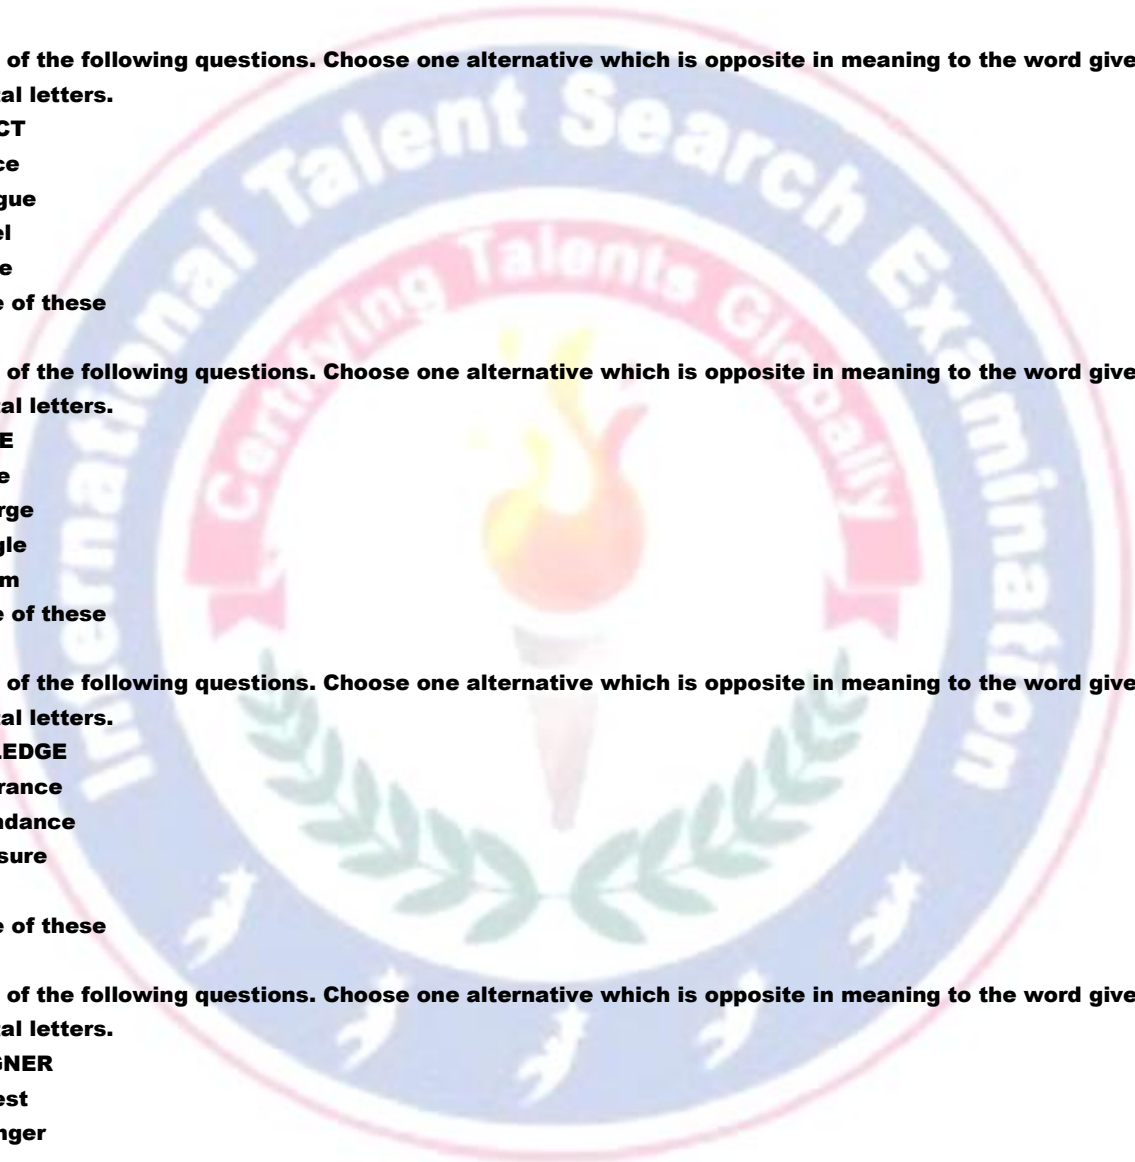 of the following questions. Choose one alternative which is opposite in meaning to the word give
al letters.
CT
ce
gue
el
e
e of these
of the following questions. Choose one alternative which is opposite in meaning to the word give
al letters.
E
e
rge
gle
m
e of these
of the following questions. Choose one alternative which is opposite in meaning to the word give
al letters.
LEDGE
rance
ndance
sure
e of these
of the following questions. Choose one alternative which is opposite in meaning to the word give
al letters.
GNER
est
nger
International Talent Search Examination
Certifying Talents Globally